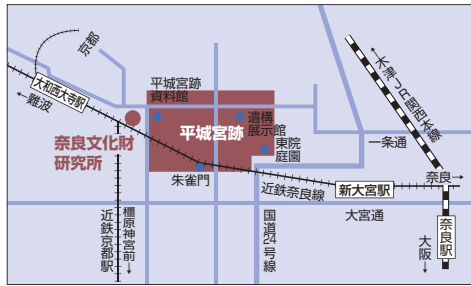 京都
大和西大寺駅
←難波
平城宮跡
資料館
遺構
展示館
平城宮跡
東院
庭園
奈良文化財
研究所
朱雀門
←木津
JR関西本線
一条通
奈良→
近鉄奈良線
新大宮駅
大宮通
国道24号線
橿原神宮前→
近鉄京都駅
奈良駅
大阪→